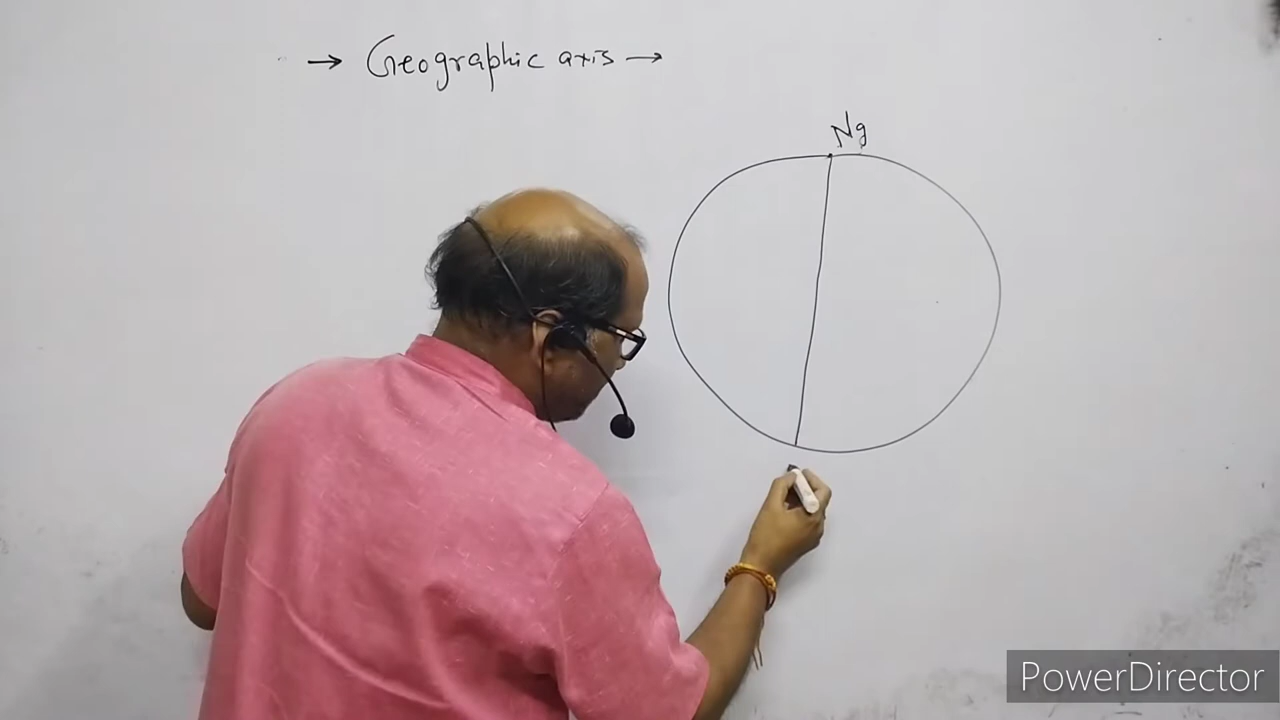 → Geographic axis →
Ng
PowerDirector